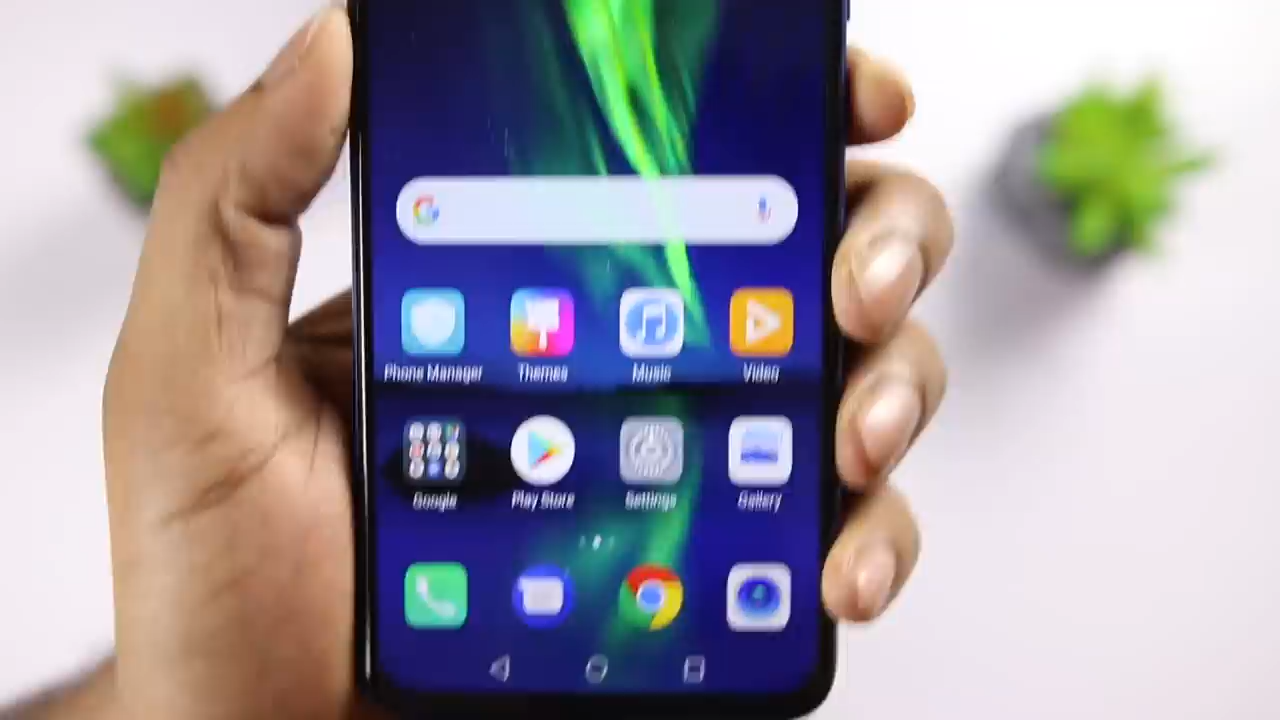 Phone Manager
Themes
Music
Video
Google
Play Store
Settings
Gallery